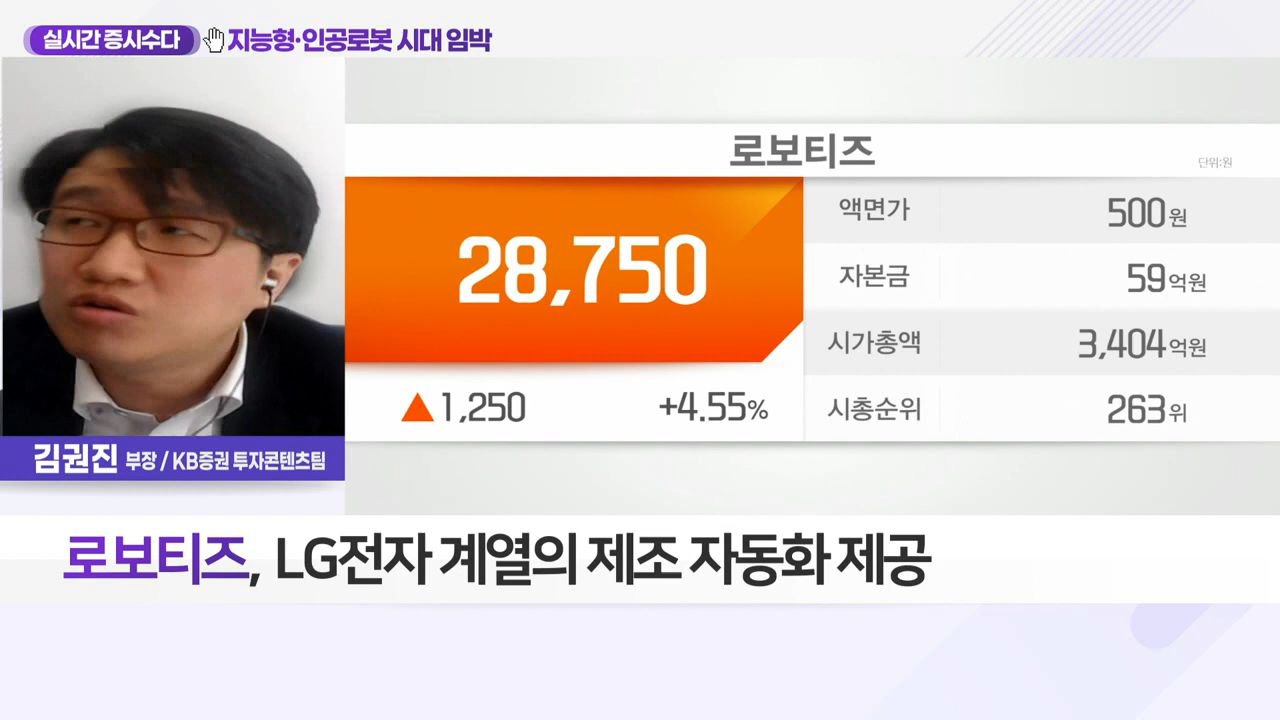 실시간 증시수다 지능형·인공로봇 시대 임박
로보티즈
단위:원
28,750
▲1,250 +4.55%
액면가 500원
자본금 59억원
시가총액 3,404억원
시총순위 263위
김권진 부장 / KB증권 투자콘텐츠팀
로보티즈, LG전자 계열의 제조 자동화 제공